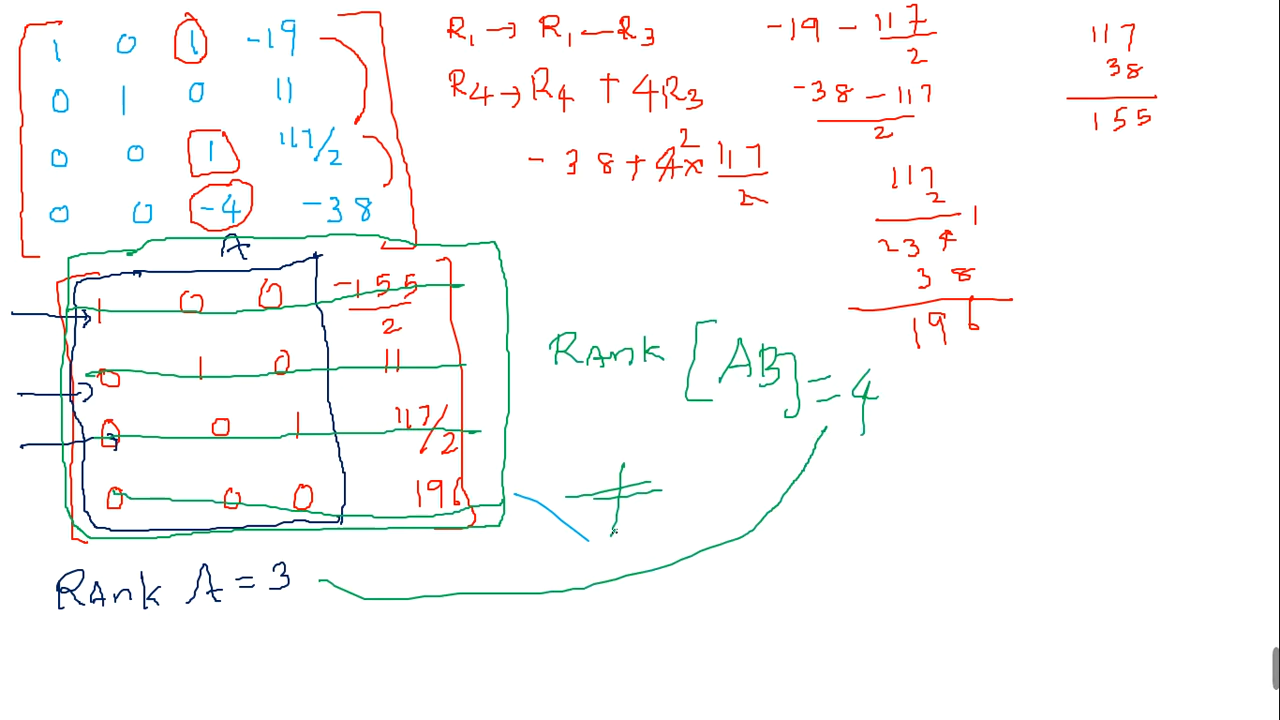 1 0 1 -19
0 1 0 11
0 0 1 117/2
0 0 -4 -38
R1 → R1 - R3
R4 → R4 + 4R3
-38 + 4² × 117/2
-19 - 117/2
-38 - 117/2
117
38
155
117
2
234
38
196
1
A
1 0 0 -155/2
0 1 0 11
0 0 1 117/2
0 0 0 196
Rank [AB] = 4
≠
Rank A = 3